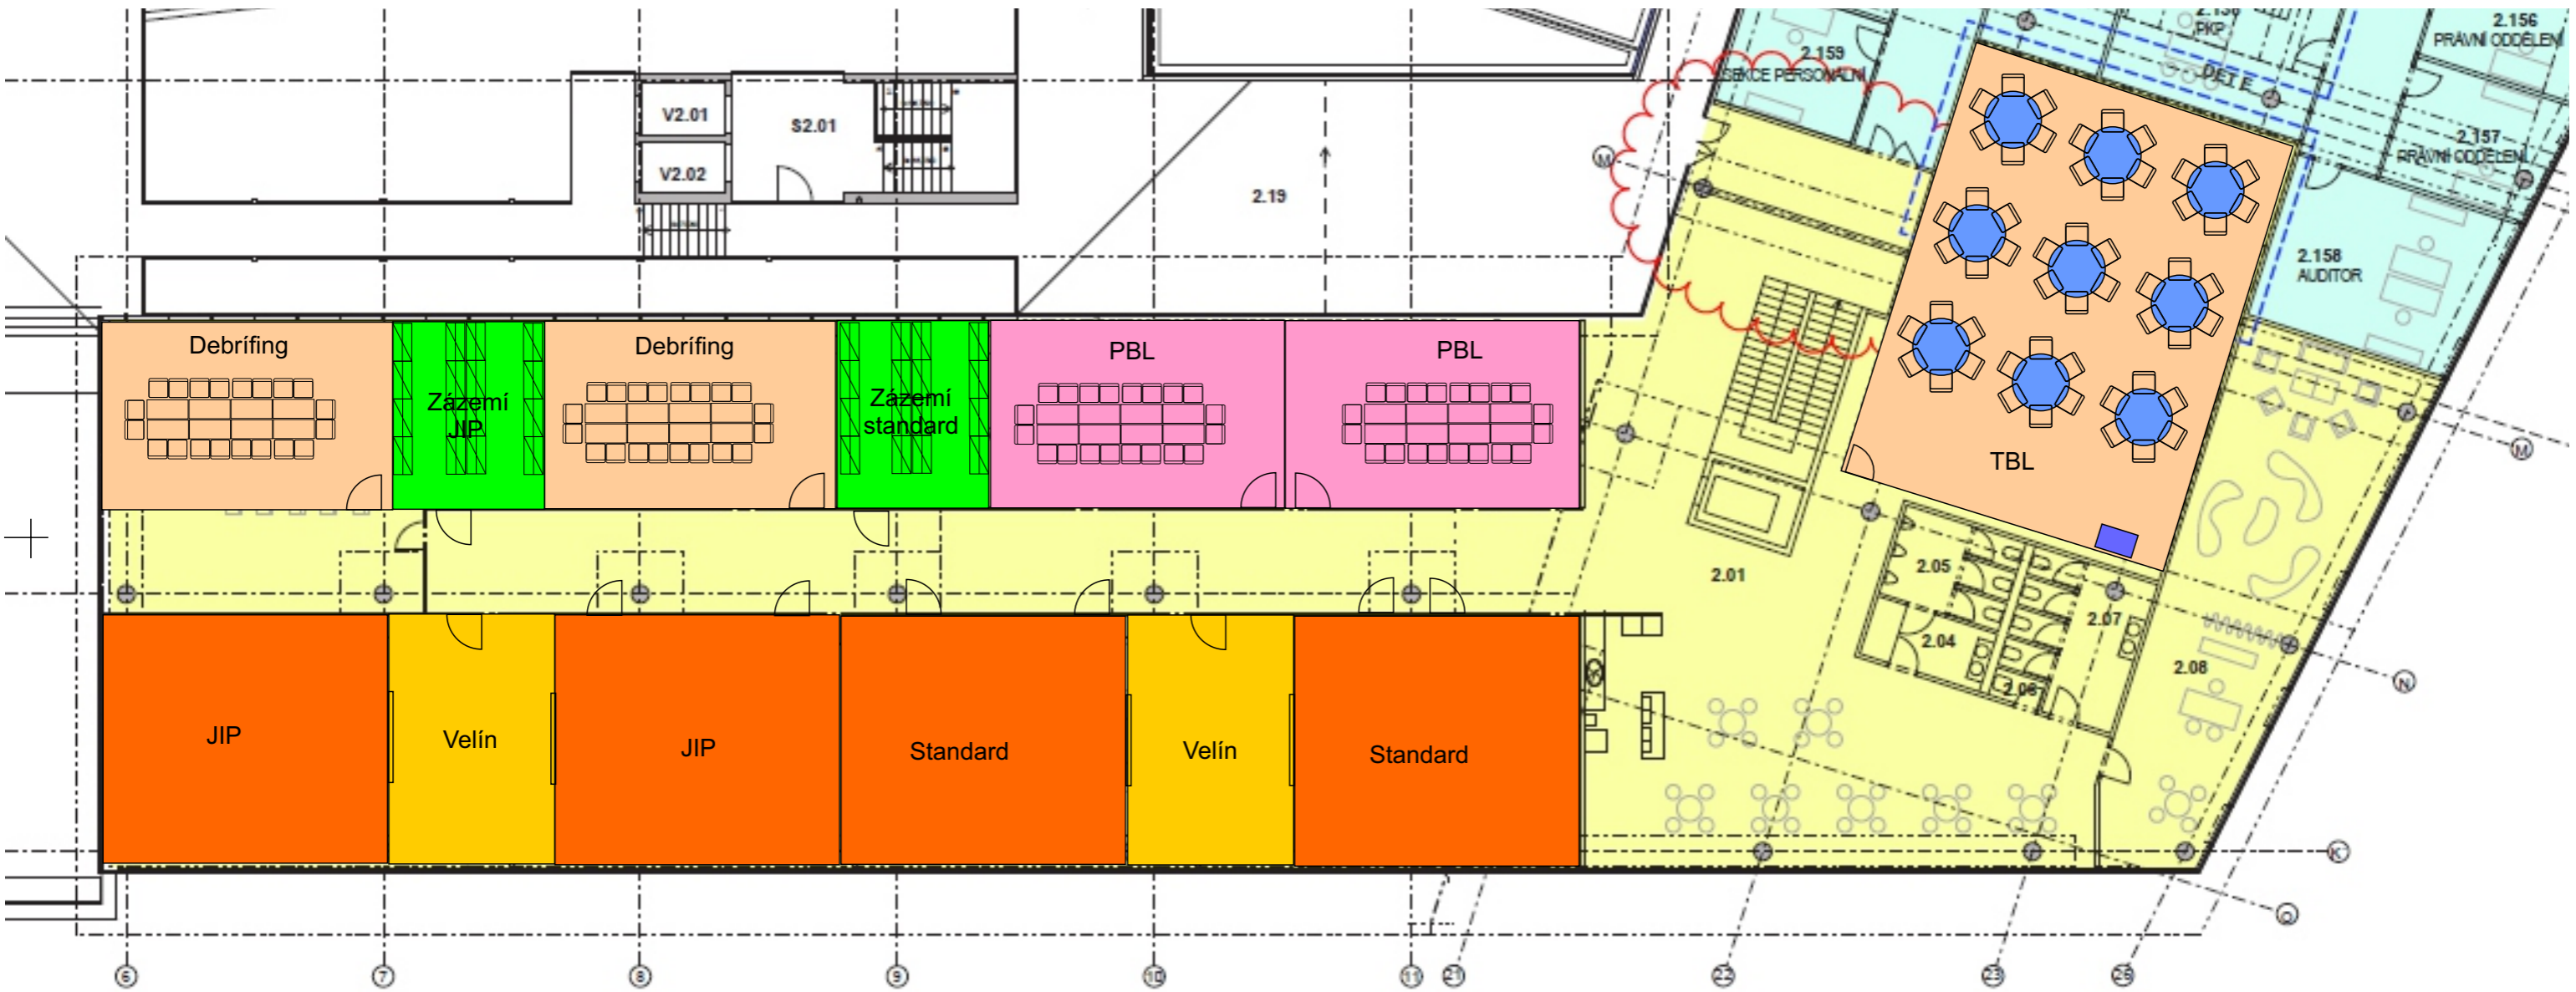 2.159
SEKCE PERSONÁLNÍ
PKP
2.156
PRÁVNÍ ODDĚLENÍ
2.157
PRÁVNÍ ODDĚLENÍ
2.158
AUDITOR
V2.01
V2.02
S2.01
2.19
M
Debrífing
Zázemí
JIP
Debrífing
Zázemí
standard
PBL
PBL
TBL
M
2.01
2.05
2.04
2.07
2.06
2.08
N
JIP
Velín
JIP
Standard
Velín
Standard
K
O
6
7
8
9
10
11
21
22
23
26